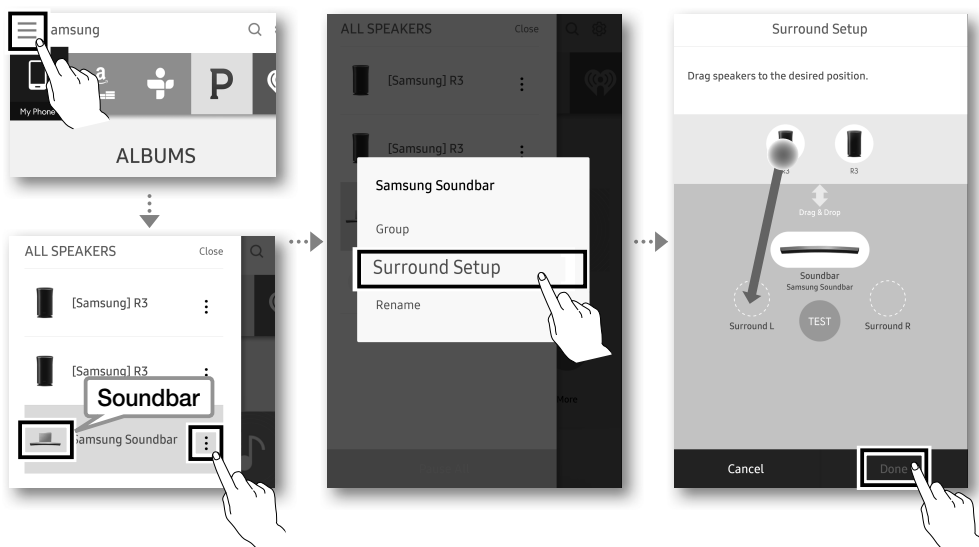 amsung
My Phone
a
P
ALBUMS
ALL SPEAKERS
Close
[Samsung] R3
[Samsung] R3
Soundbar
Samsung Soundbar
ALL SPEAKERS
Close
[Samsung] R3
[Samsung] R3
Samsung Soundbar
Group
Surround Setup
Rename
More
Surround Setup
Drag speakers to the desired position.
R3
R3
Drag & Drop
Soundbar
Samsung Soundbar
Surround L
TEST
Surround R
Cancel
Done